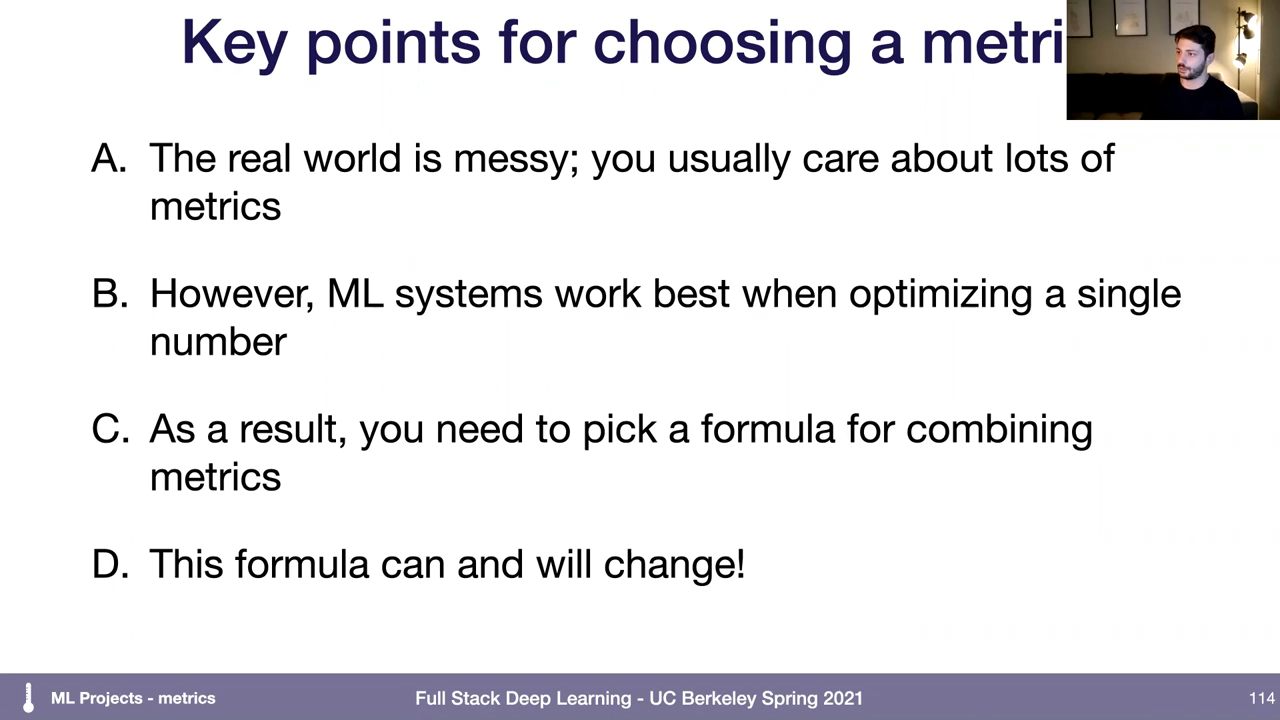 Key points for choosing a metri
A. The real world is messy; you usually care about lots of
metrics
B. However, ML systems work best when optimizing a single
number
C. As a result, you need to pick a formula for combining
metrics
D. This formula can and will change!
ML Projects - metrics
Full Stack Deep Learning - UC Berkeley Spring 2021
114